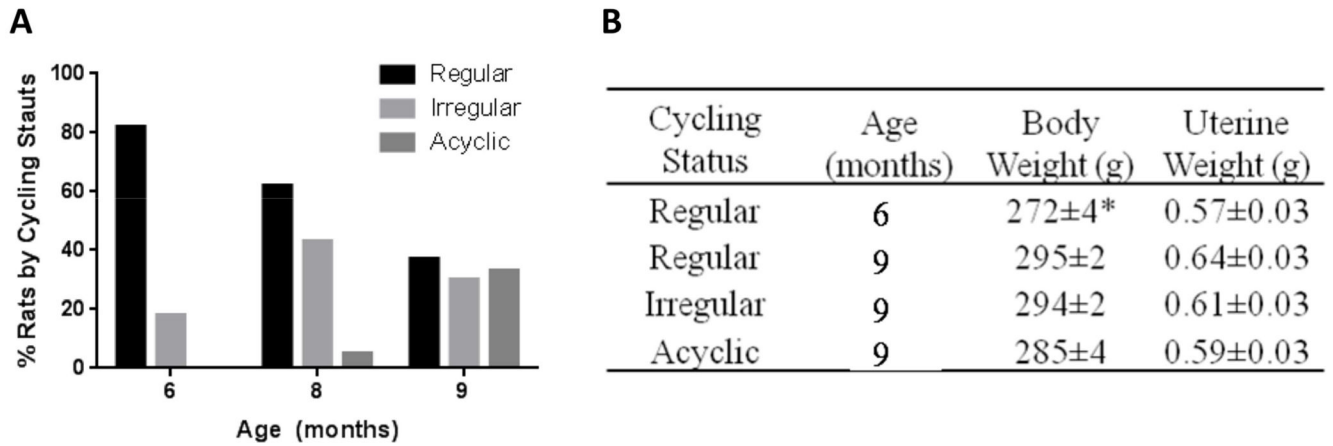 A
% Rats by Cycling Stauts
100
80
60
40
20
0
Regular
Irregular
Acyclic
6 8 9
Age (months)
B
Cycling Status Age (months) Body Weight (g) Uterine Weight (g)
Regular 6 272±4* 0.57±0.03
Regular 9 295±2 0.64±0.03
Irregular 9 294±2 0.61±0.03
Acyclic 9 285±4 0.59±0.03